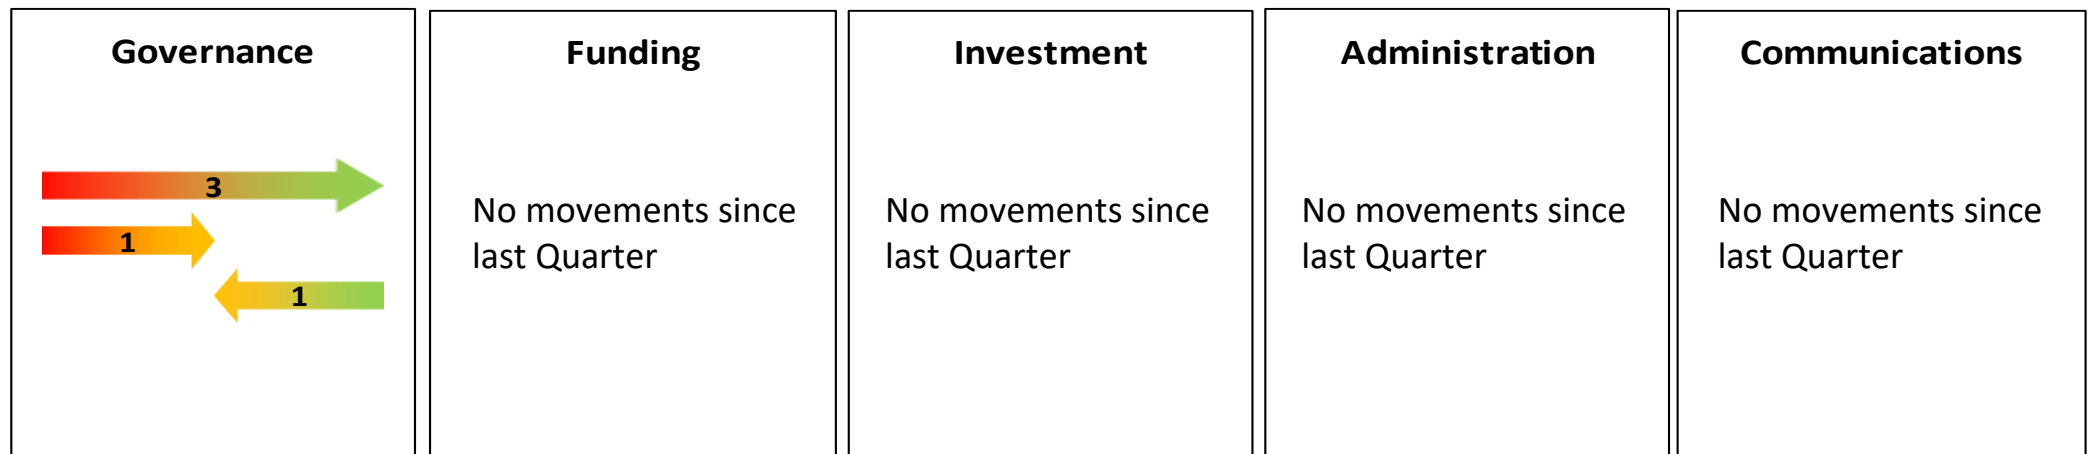 Governance
3
1
1
Funding
No movements since
last Quarter
Investment
No movements since
last Quarter
Administration
No movements since
last Quarter
Communications
No movements since
last Quarter